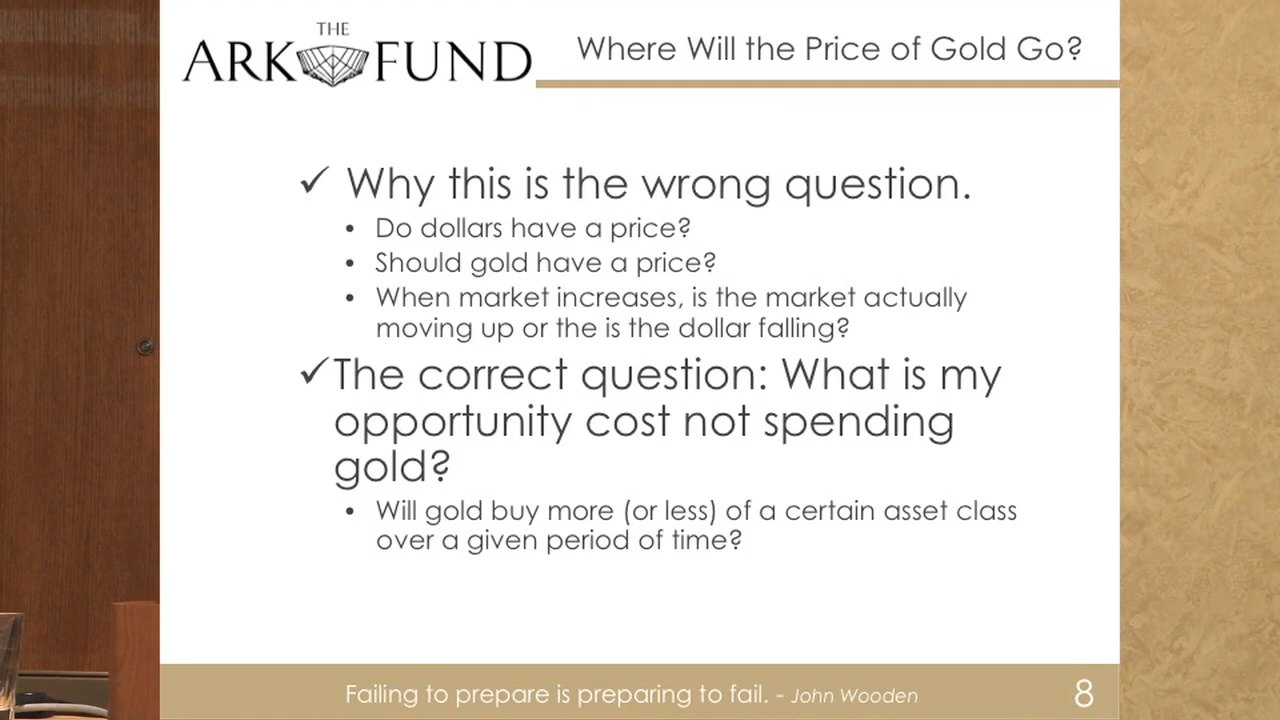 THE
ARK FUND
Where Will the Price of Gold Go?
✓ Why this is the wrong question.
• Do dollars have a price?
• Should gold have a price?
• When market increases, is the market actually
moving up or the is the dollar falling?
✓The correct question: What is my
opportunity cost not spending
gold?
• Will gold buy more (or less) of a certain asset class
over a given period of time?
Failing to prepare is preparing to fail. - John Wooden
8